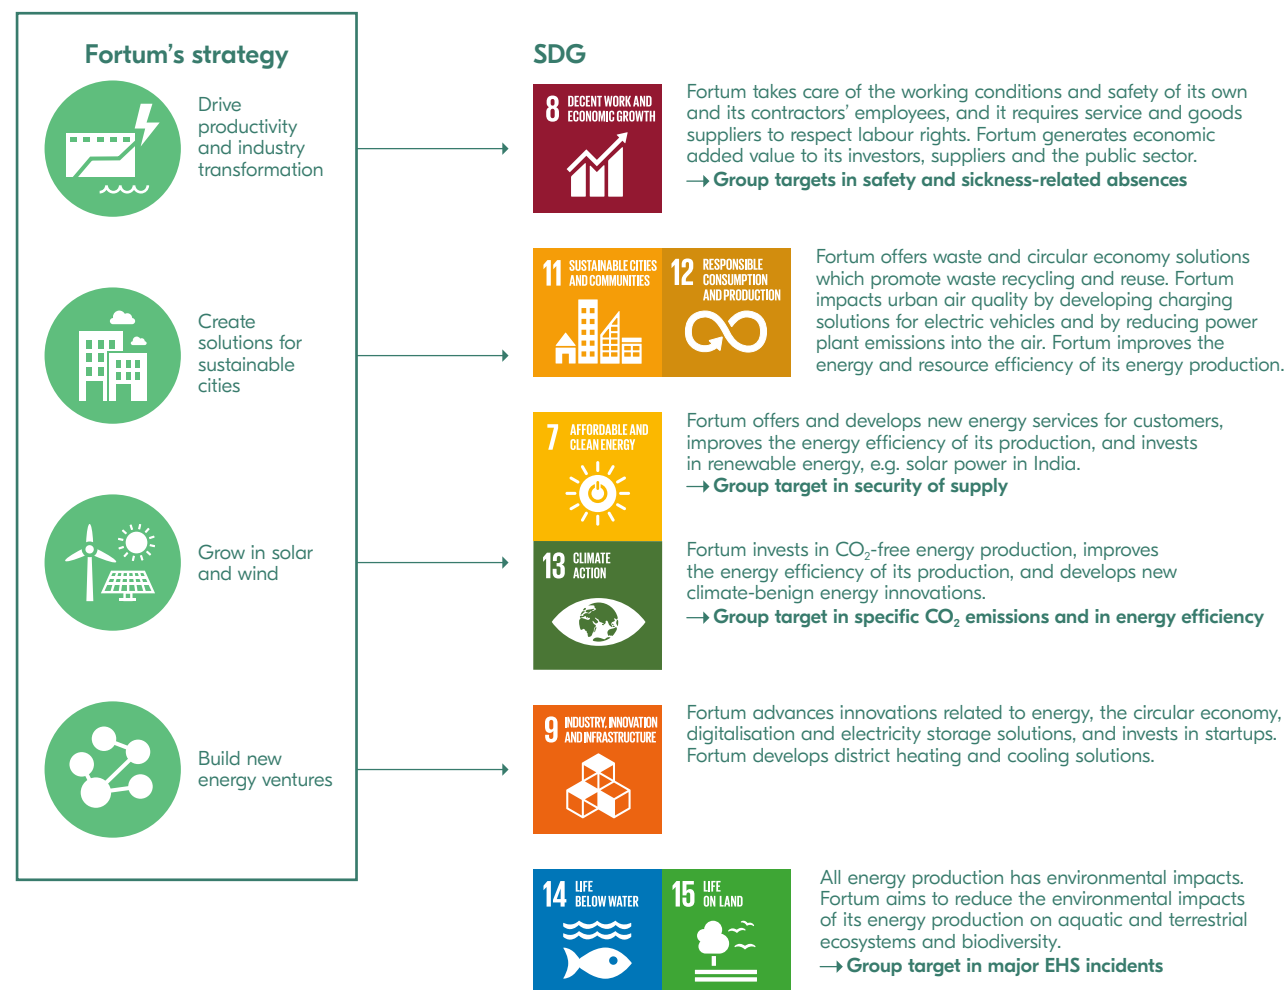 Fortum's strategy
Drive
productivity
and industry
transformation
Create
solutions for
sustainable
cities
Grow in solar
and wind
Build new
energy ventures
SDG
8 DECENT WORK AND
ECONOMIC GROWTH
Fortum takes care of the working conditions and safety of its own
and its contractors' employees, and it requires service and goods
suppliers to respect labour rights. Fortum generates economic
added value to its investors, suppliers and the public sector.
→ Group targets in safety and sickness-related absences
11 SUSTAINABLE CITIES
AND COMMUNITIES
12 RESPONSIBLE
CONSUMPTION
AND PRODUCTION
Fortum offers waste and circular economy solutions
which promote waste recycling and reuse. Fortum
impacts urban air quality by developing charging
solutions for electric vehicles and by reducing power
plant emissions into the air. Fortum improves the
energy and resource efficiency of its energy production.
7 AFFORDABLE AND
CLEAN ENERGY
Fortum offers and develops new energy services for customers,
improves the energy efficiency of its production, and invests
in renewable energy, e.g. solar power in India.
→ Group target in security of supply
13 CLIMATE
ACTION
Fortum invests in CO₂-free energy production, improves
the energy efficiency of its production, and develops new
climate-benign energy innovations.
→ Group target in specific CO₂ emissions and in energy efficiency
9 INDUSTRY, INNOVATION
AND INFRASTRUCTURE
Fortum advances innovations related to energy, the circular economy,
digitalisation and electricity storage solutions, and invests in startups.
Fortum develops district heating and cooling solutions.
14 LIFE
BELOW WATER
15 LIFE
ON LAND
All energy production has environmental impacts.
Fortum aims to reduce the environmental impacts
of its energy production on aquatic and terrestrial
ecosystems and biodiversity.
→ Group target in major EHS incidents